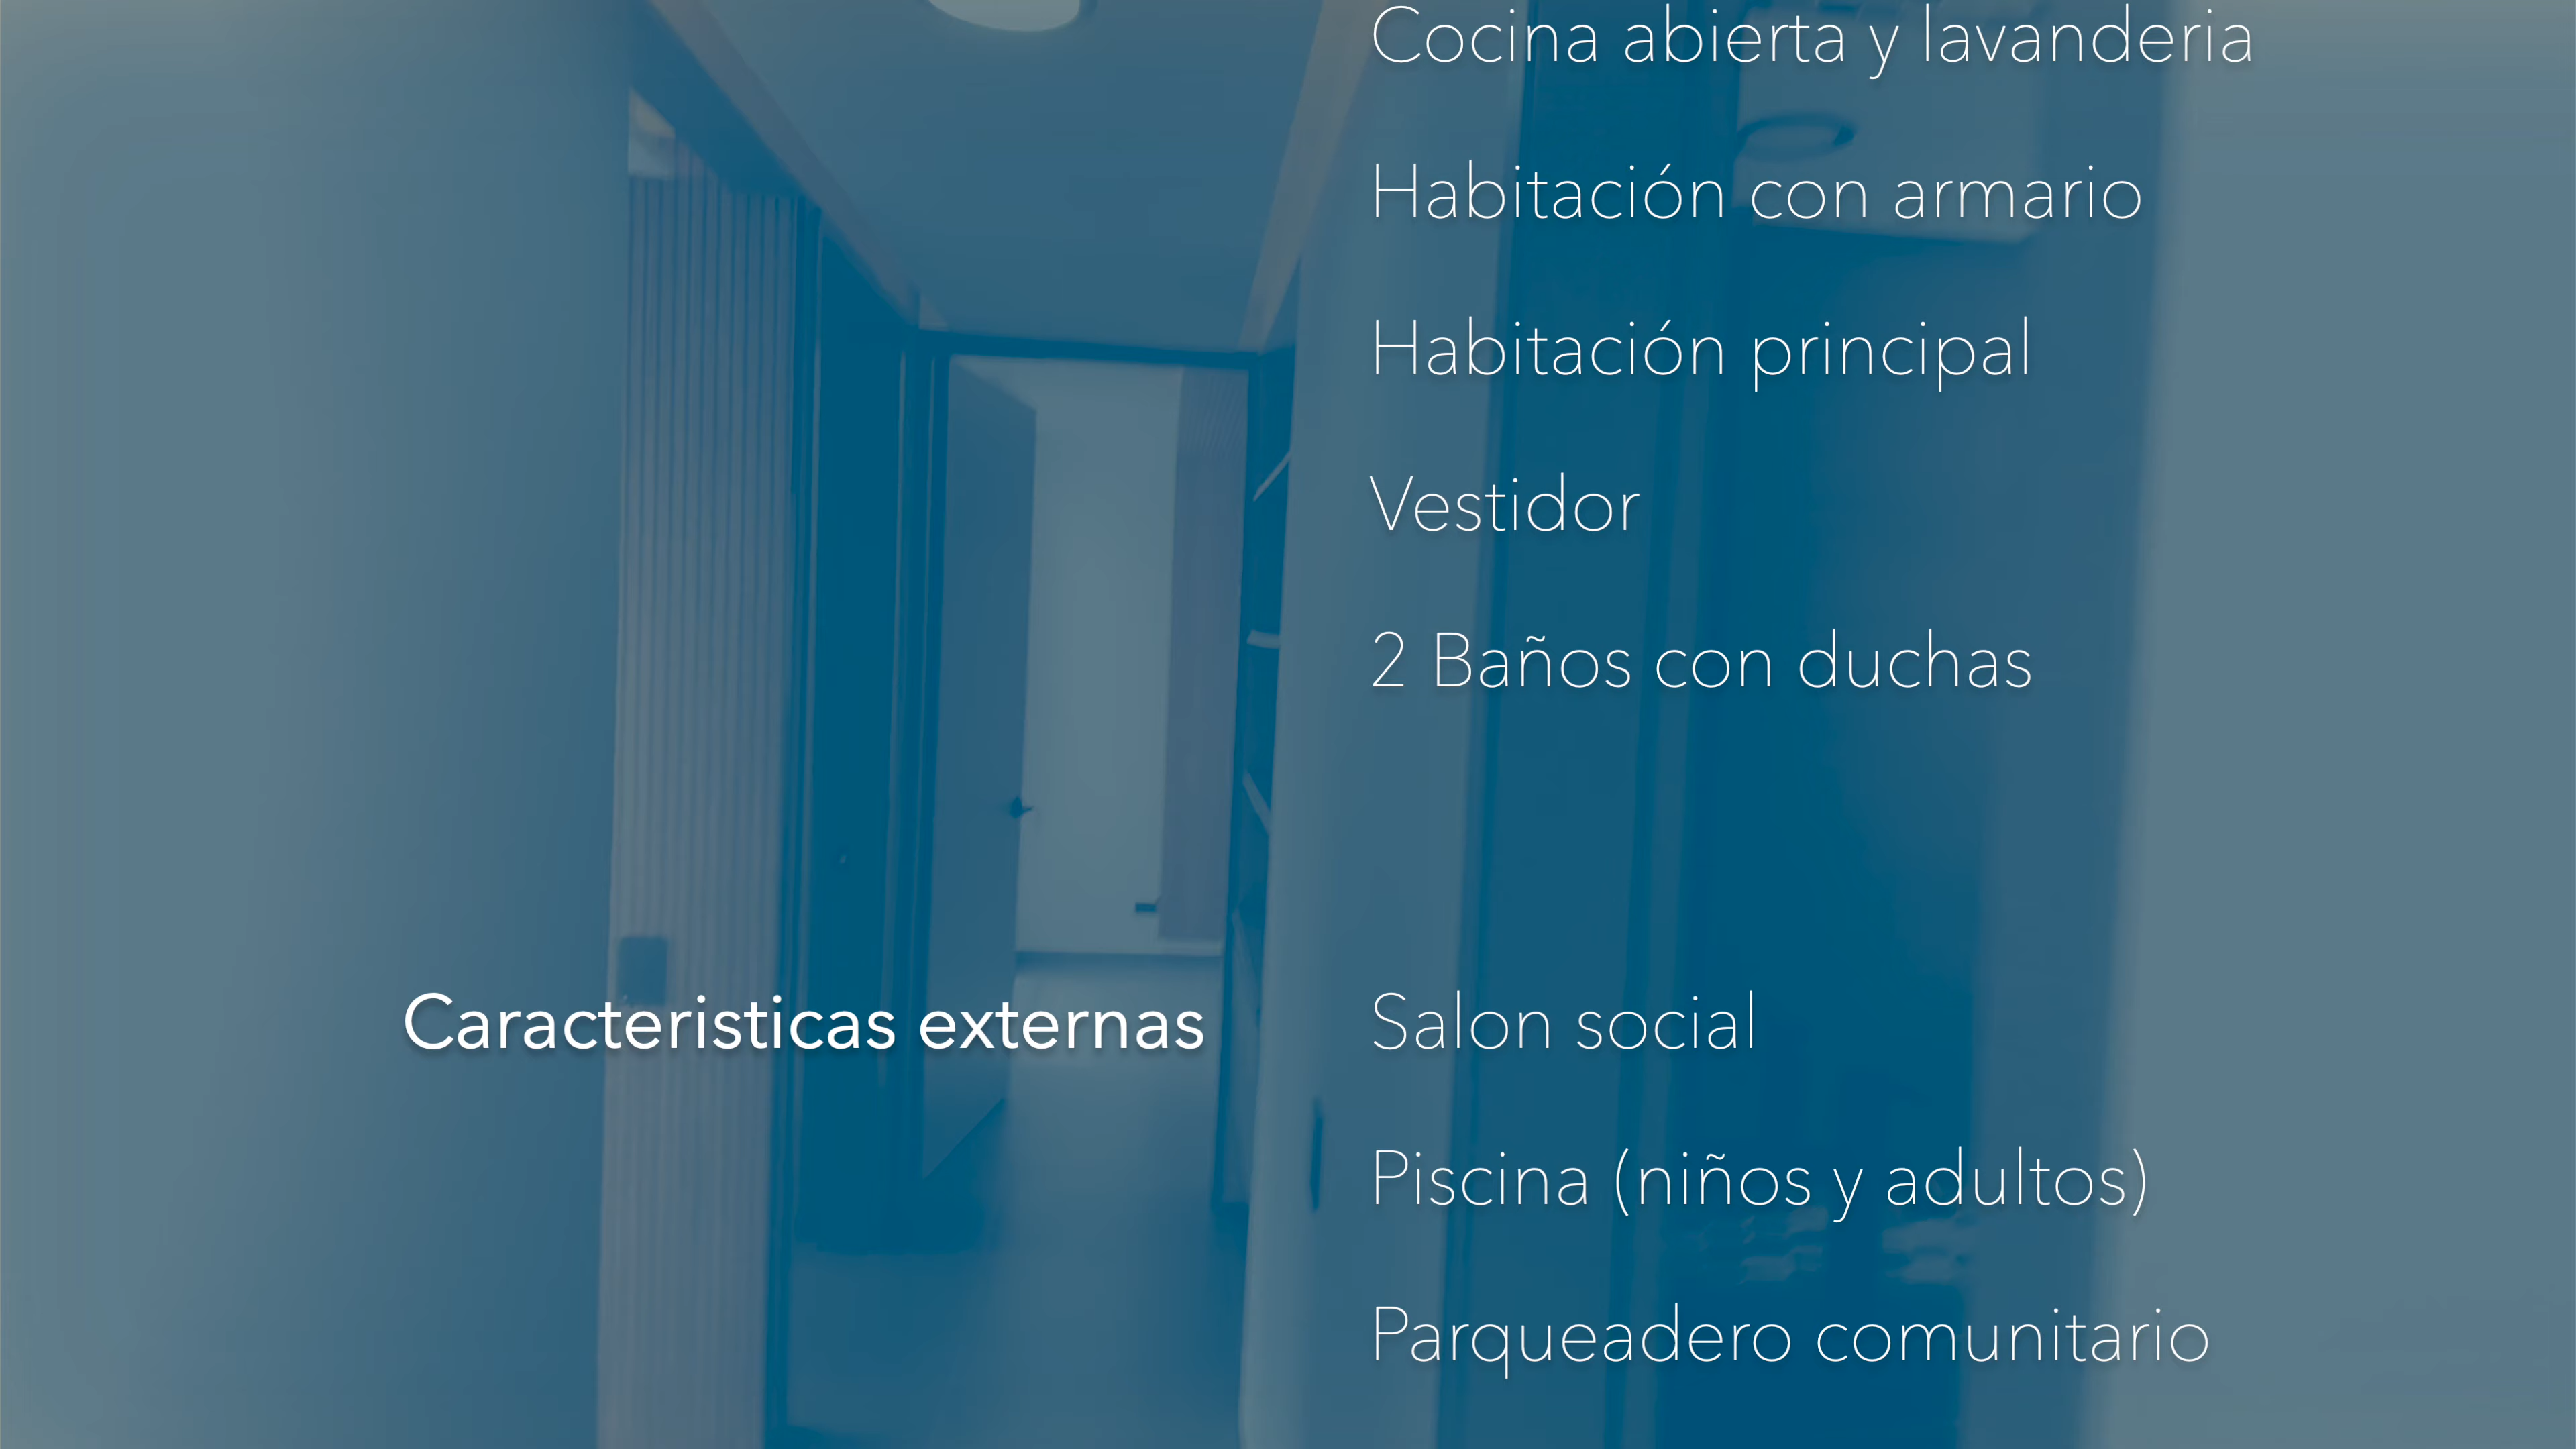 Cocina abierta y lavanderia
Habitación con armario
Habitación principal
Vestidor
2 Baños con duchas
Caracteristicas externas
Salon social
Piscina (niños y adultos)
Parqueadero comunitario